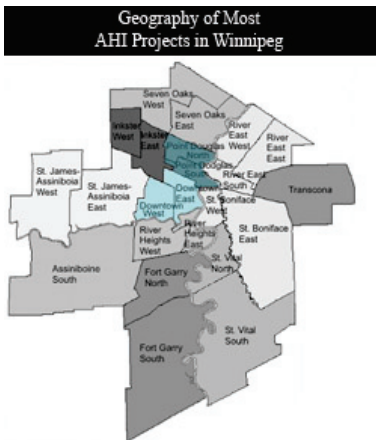 Geography of Most
AHI Projects in Winnipeg
Seven Oaks
West
Seven Oaks
East
Inkster
West
Inkster
East
Point Douglas
North
Point Douglas
South
River
East
West
River
East East
River East
South
Transcona
St. James-
Assiniboia
West
St. James-
Assiniboia
East
Downtown
East
Downtown
West
St. Boniface
West
St. Boniface
East
River
Heights
West
River
Heights
East
Assiniboine
South
Fort Garry
North
St. Vital
North
Fort Garry
South
St. Vital
South